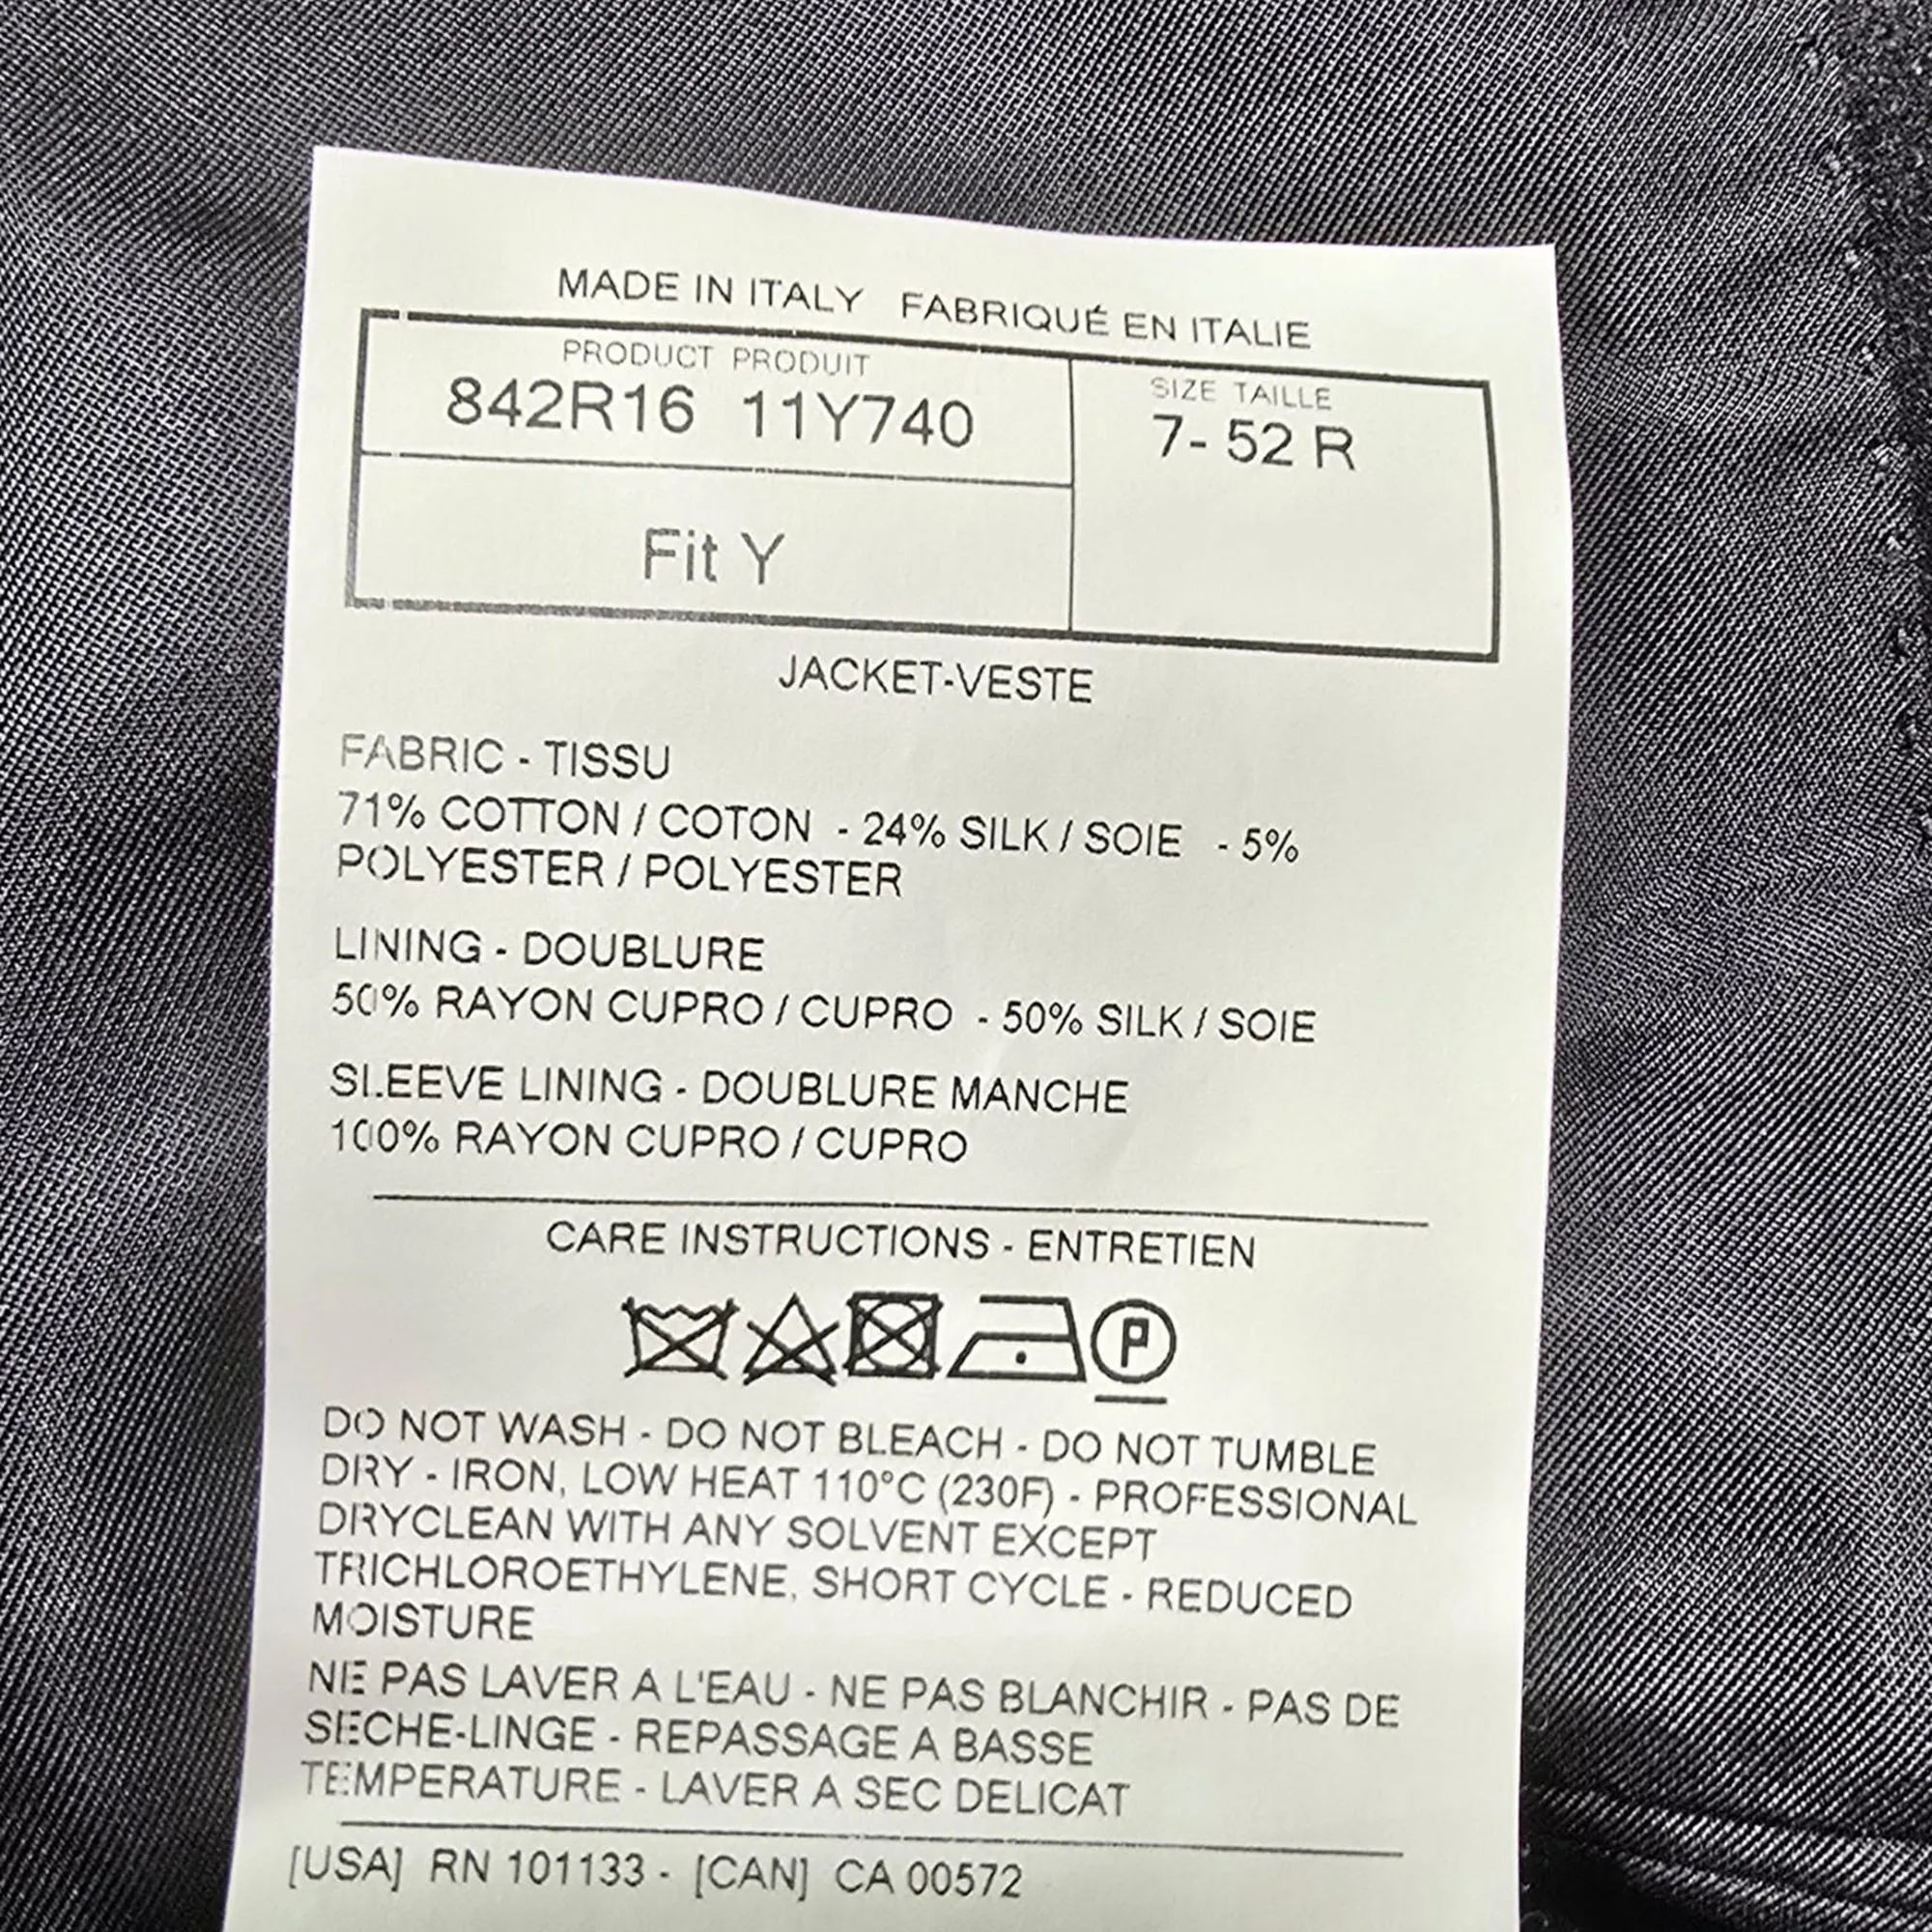 MADE IN ITALY FABRIQUÉ EN ITALIE
PRODUCT PRODUIT
842R16 11Y740
SIZE TAILLE
7- 52 R
Fit Y
JACKET-VESTE
FABRIC - TISSU
71% COTTON / COTON - 24% SILK / SOIE - 5%
POLYESTER / POLYESTER
LINING - DOUBLURE
50% RAYON CUPRO / CUPRO - 50% SILK / SOIE
SLEEVE LINING - DOUBLURE MANCHE
100% RAYON CUPRO / CUPRO
CARE INSTRUCTIONS - ENTRETIEN
P
DO NOT WASH - DO NOT BLEACH - DO NOT TUMBLE
DRY - IRON, LOW HEAT 110°C (230F) - PROFESSIONAL
DRYCLEAN WITH ANY SOLVENT EXCEPT
TRICHLOROETHYLENE, SHORT CYCLE - REDUCED
MOISTURE
NE PAS LAVER A L'EAU - NE PAS BLANCHIR - PAS DE
SECHE-LINGE - REPASSAGE A BASSE
TEMPERATURE - LAVER A SEC DELICAT
[USA] RN 101133 - [CAN] CA 00572